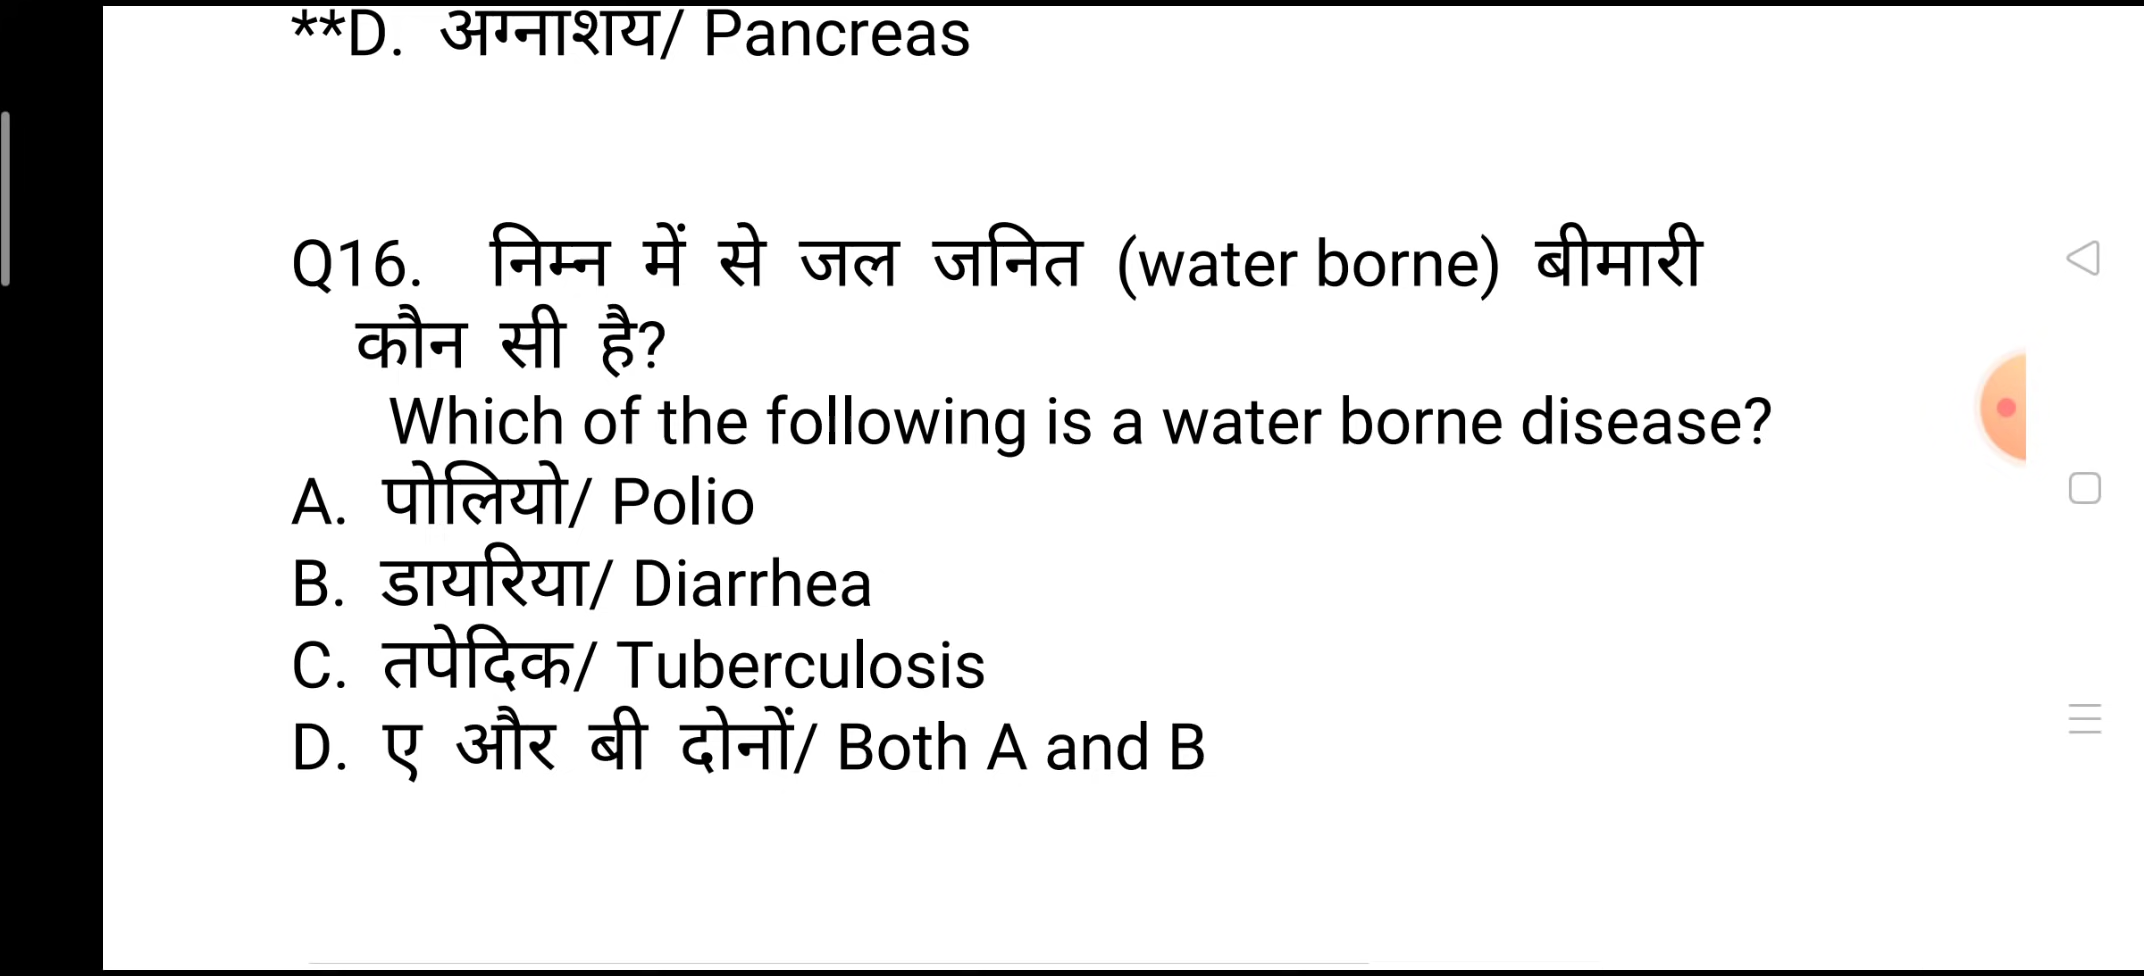 **D. अग्नाशय/ Pancreas
Q16. निम्न में से जल जनित (water borne) बीमारी
कौन सी है?
Which of the following is a water borne disease?
A. पोलियो/ Polio
B. डायरिया/ Diarrhea
C. तपेदिक/ Tuberculosis
D. ए और बी दोनों/ Both A and B